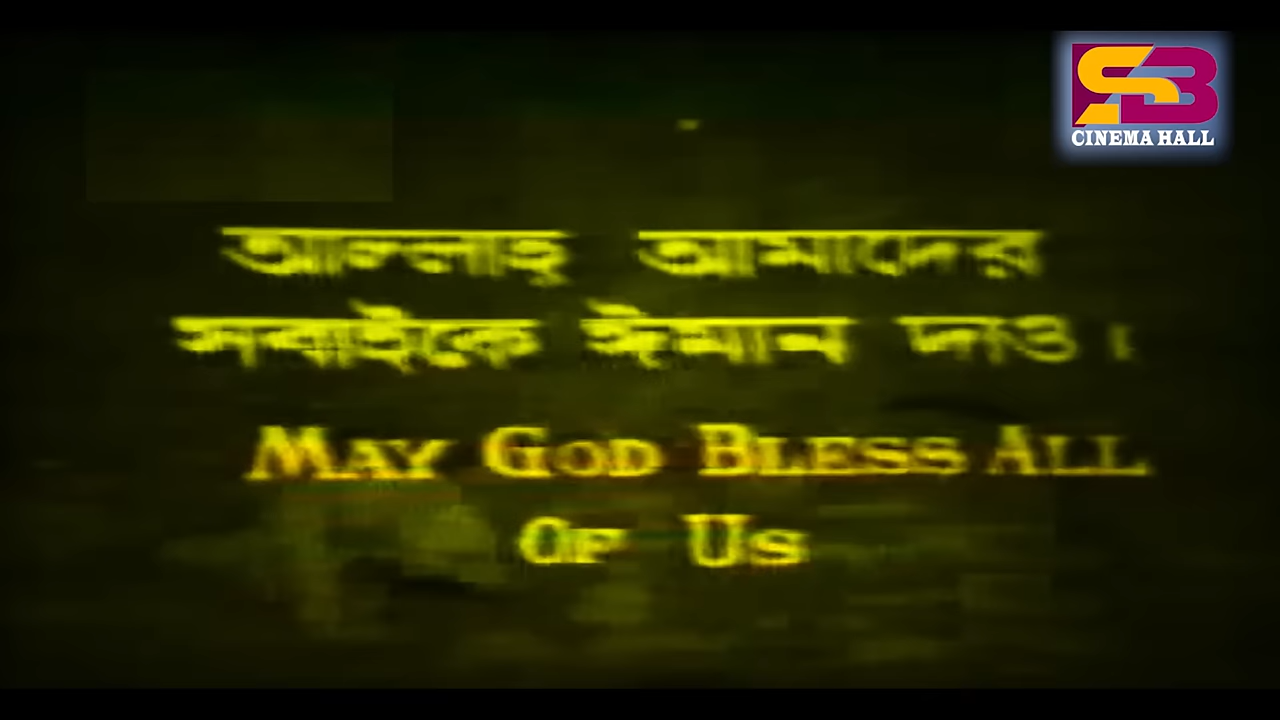 SB
CINEMA HALL
আল্লাহ্ আমাদের
সবাইকে ঈমান দাও।
MAY GOD BLESS ALL
OF US